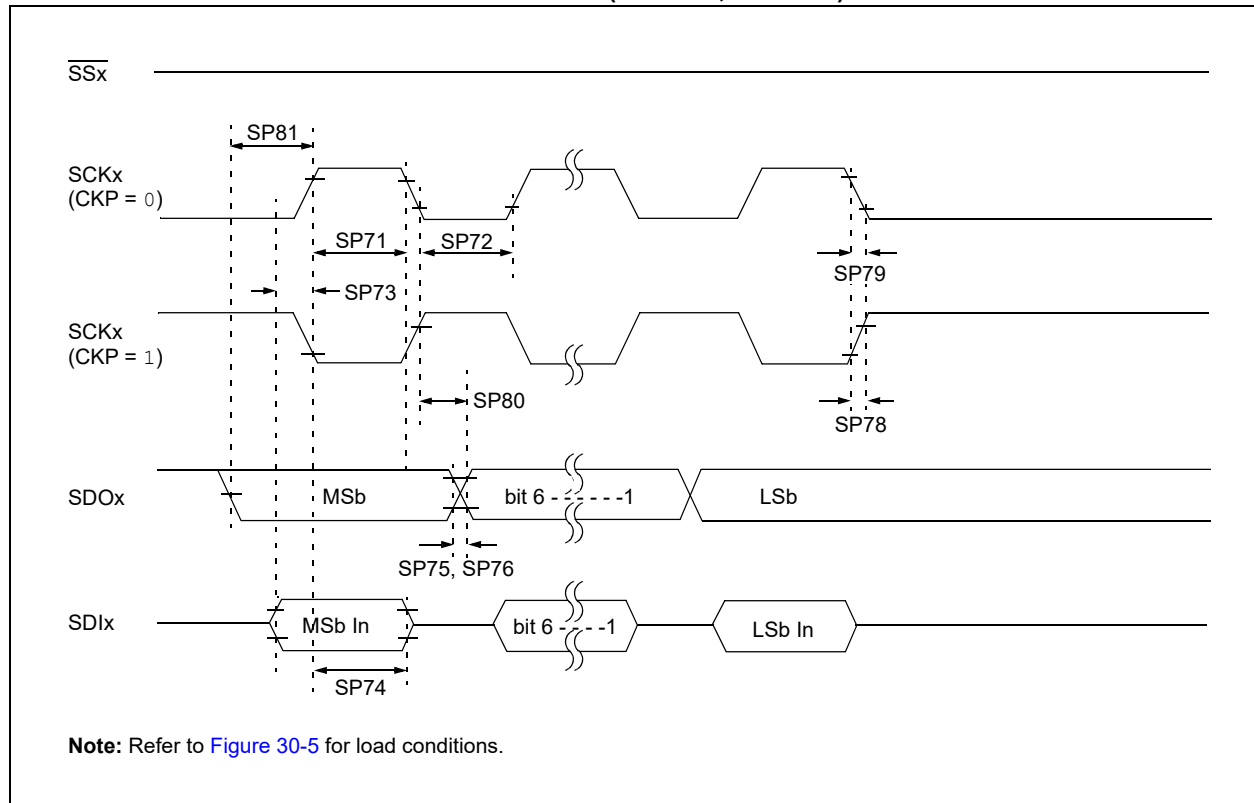 SSx
SP81
SCKx
(CKP = 0)
SP71
SP72
SP79
SP73
SCKx
(CKP = 1)
SP80
SP78
SDOx
MSb
bit 6 - - - - - - -1
LSb
SP75, SP76
SDIx
MSb In
bit 6 - - - - -1
LSb In
SP74
Note: Refer to Figure 30-5 for load conditions.